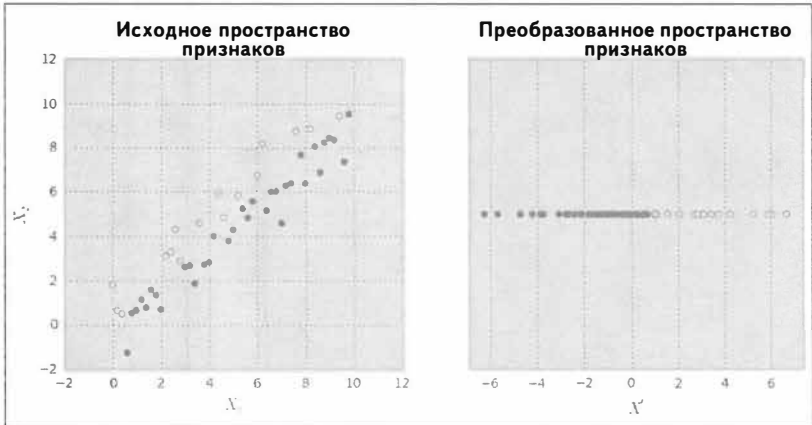 Исходное пространство
признаков
Преобразованное пространство
признаков
12
10
8
6
4
2
0
−2
−2 0 2 4 6 8 10 12
X
−6 −4 −2 0 2 4 6
X'